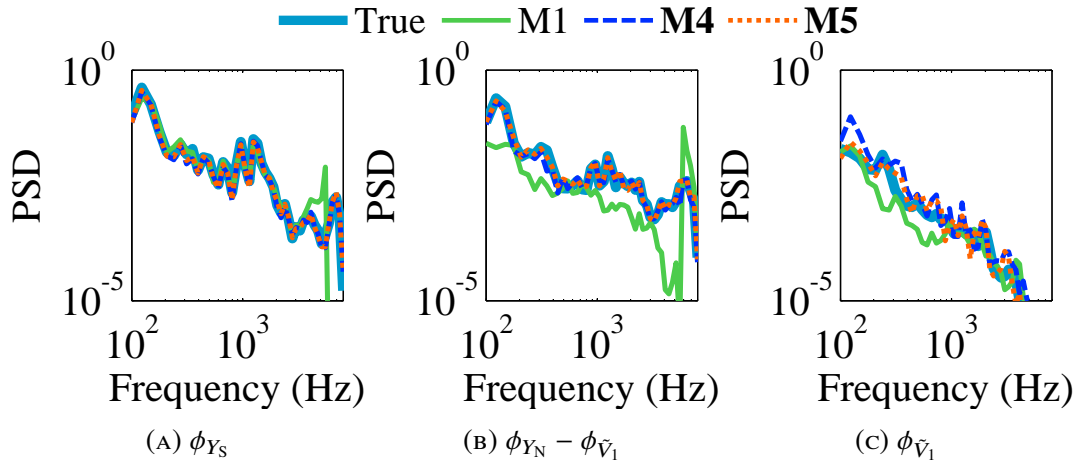 True M1 M4 M5
10^0 10^0 10^0
PSD PSD PSD
10^-5 10^-5 10^-5
10^2 10^3 10^2 10^3 10^2 10^3
Frequency (Hz) Frequency (Hz) Frequency (Hz)
(A) ϕ_{Y_S} (B) ϕ_{Y_N} − ϕ_{Ṽ_1} (C) ϕ_{Ṽ_1}